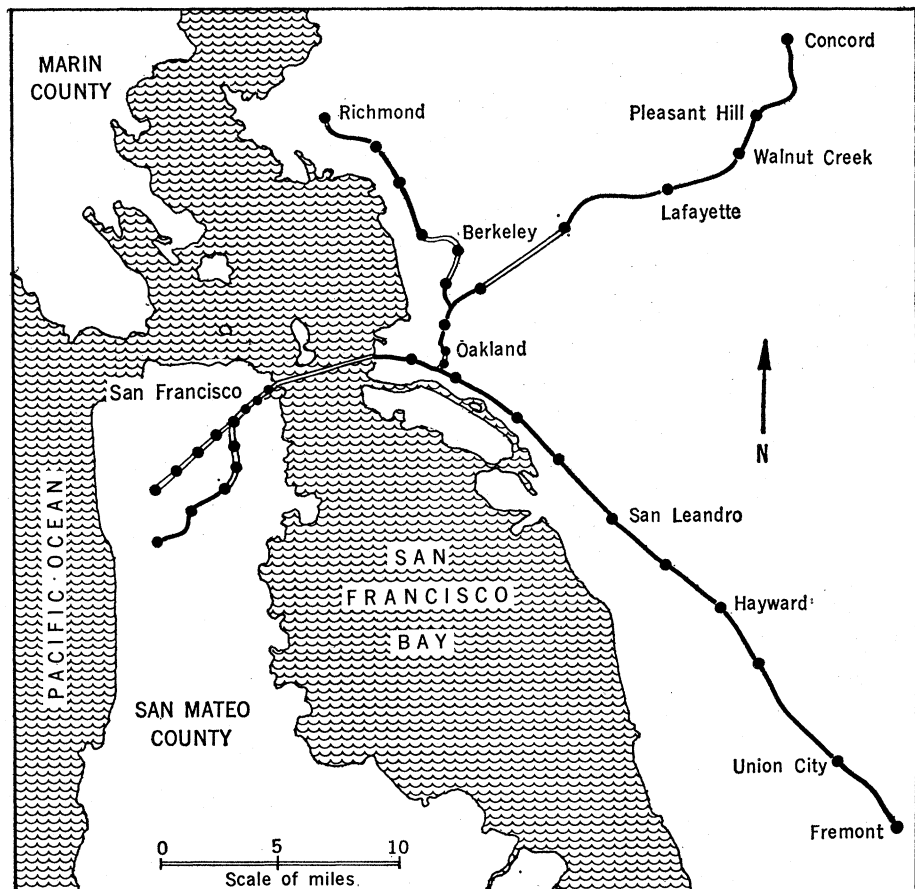 MARIN
COUNTY
Concord
Richmond
Pleasant Hill
Walnut Creek
Lafayette
Berkeley
Oakland
San Francisco
N
PACIFIC OCEAN
San Leandro
SAN
FRANCISCO
BAY
Hayward
SAN MATEO
COUNTY
Union City
Fremont
0 5 10
Scale of miles